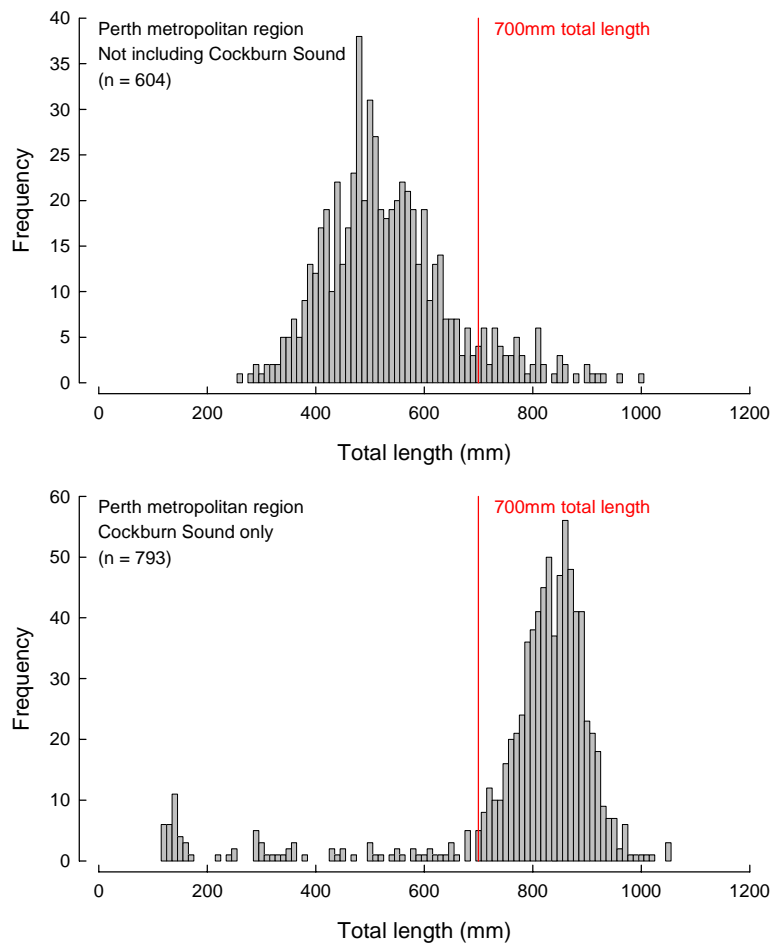 Perth metropolitan region
Not including Cockburn Sound
(n = 604)
700mm total length
Frequency
40
35
30
25
20
15
10
5
0
0 200 400 600 800 1000 1200
Total length (mm)
Perth metropolitan region
Cockburn Sound only
(n = 793)
700mm total length
Frequency
60
50
40
30
20
10
0
0 200 400 600 800 1000 1200
Total length (mm)